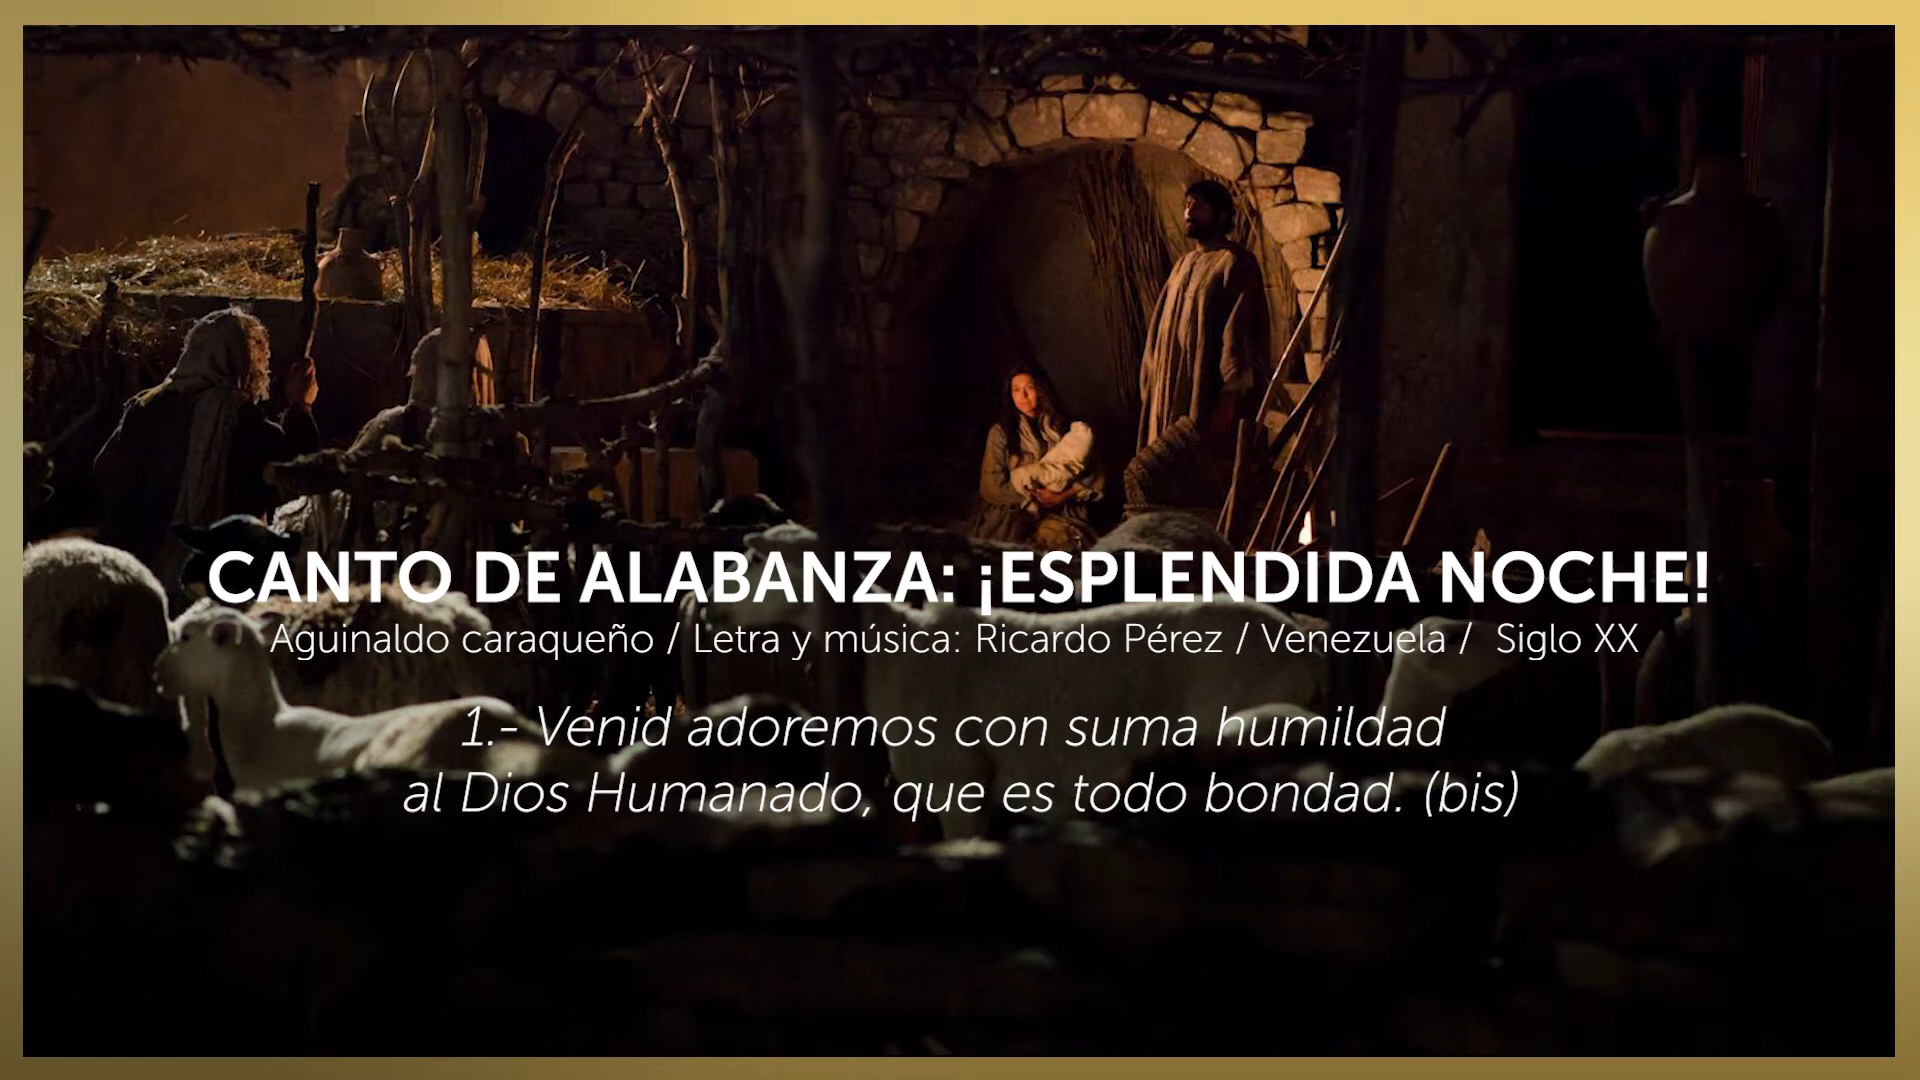 CANTO DE ALABANZA: ¡ESPLENDIDA NOCHE!
Aguinaldo caraqueño / Letra y música: Ricardo Pérez / Venezuela / Siglo XX
1.- Venid adoremos con suma humildad
al Dios Humanado, que es todo bondad. (bis)